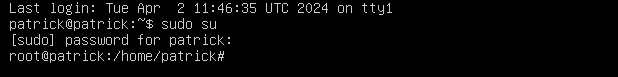 Last login: Tue Apr  2 11:46:35 UTC 2024 on tty1
patrick@patrick:~$ sudo su
[sudo] password for patrick:
root@patrick:/home/patrick#